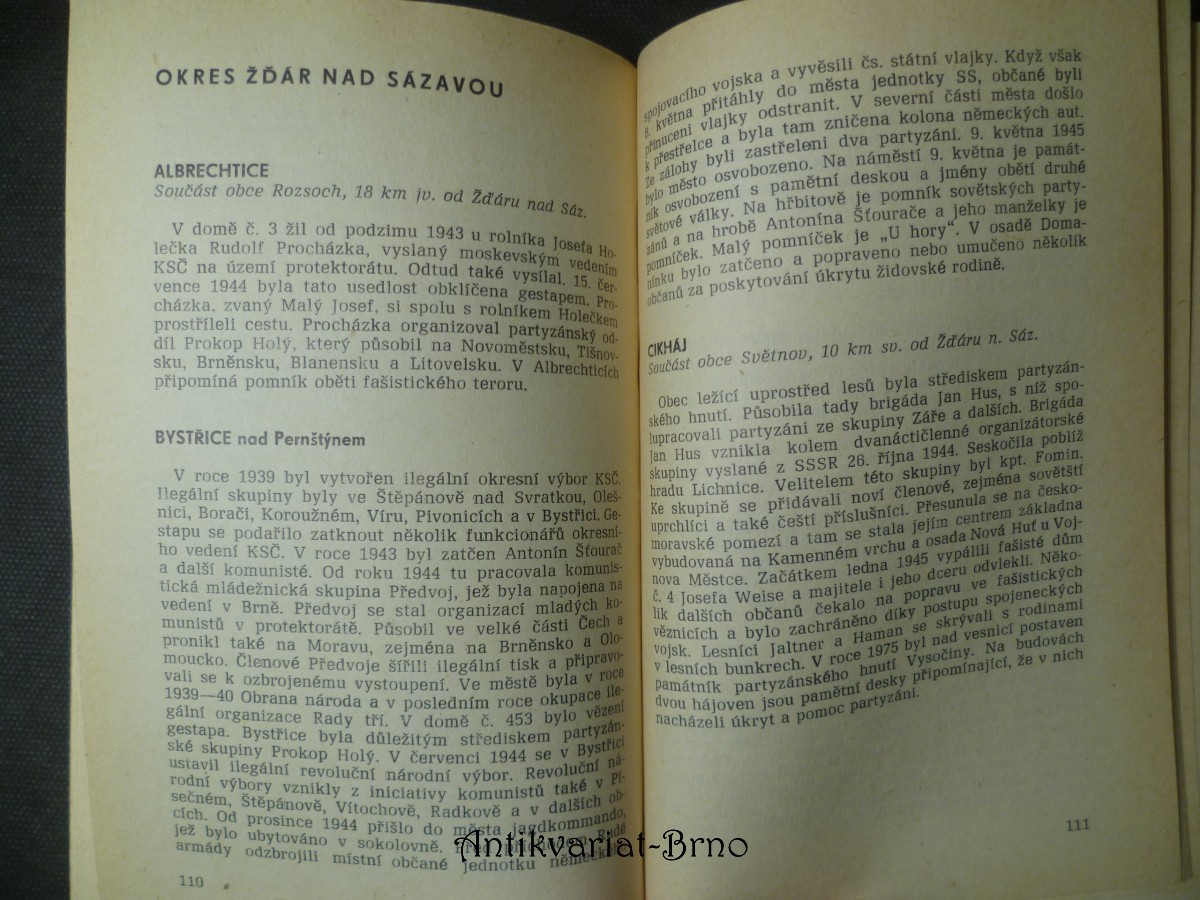 OKRES ŽĎÁR NAD SÁZAVOU
ALBRECHTICE
Součást obce Rozsoch, 18 km jv. od Žďáru nad Sáz.
V domě č. 3 žil od podzimu 1943 u rolníka Josefa Ho-
lečka Rudolf Procházka, vyslaný moskevským vedením
KSČ na území protektorátu. Odtud také vysílal. 15. čer-
vence 1944 byla tato usedlost obklíčena gestapem. Pro-
cházka, zvaný Malý Josef, si spolu s rolníkem Holečkem
prostříleli cestu. Procházka organizoval partyzánský od-
díl Prokop Holý, který působil na Novoměstsku, Tišnov-
sku, Brněnsku, Blanensku a Litovelsku. V Albrechticích
připomíná pomník oběti fašistického teroru.
BYSTŘICE nad Pernštýnem
V roce 1939 byl vytvořen ilegální okresní výbor KSČ.
Ilegální skupiny byly ve Štěpánově nad Svratkou, Oleš-
nici, Borači, Koroužném, Víru, Pivonicích a v Bystřici. Ge-
stapu se podařilo zatknout několik funkcionářů okresní-
ho vedení KSČ. V roce 1943 byl zatčen Antonín Šťourač
a další komunisté. Od roku 1944 tu pracovala komunis-
tická mládežnická skupina Předvoj, jež byla napojena na
vedení v Brně. Předvoj se stal organizací mladých ko-
munistů v protektorátě. Působil ve velké části Čech a
pronikl také na Moravu, zejména na Brněnsko a Olo-
moucko. Členové Předvoje šířili ilegální tisk a připravo-
vali se k ozbrojenému vystoupení. Ve městě byla v roce
1939—40 Obrana národa a v posledním roce okupace ile-
gální organizace Rady tří. V domě č. 453 bylo vězení
gestapa. Bystřice byla důležitým střediskem partyzán-
ské skupiny Prokop Holý. V červenci 1944 se v Bystřici
ustavil ilegální revoluční národní výbor. Revoluční ná-
rodní výbory vznikly z iniciativy komunistů také v Pí-
sečném, Štěpánově, Vítochově, Radkově a v dalších ob-
cích. Od prosince 1944 přišlo do města jagdkommando,
jež bylo ubytováno v sokolovně. Před příchodem Rudé
armády odzbrojili místní občané jednotku německého
110
spojovacího vojska a vyvěsili čs. státní vlajky. Když však
8. května přitáhly do města jednotky SS, občané byli
přinuceni vlajky odstranit. V severní části města došlo
k přestřelce a byla tam zničena kolona německých aut.
Ze zálohy byli zastřeleni dva partyzáni. 9. května 1945
bylo město osvobozeno. Na náměstí 9. května je památ-
ník osvobození s pamětní deskou a jmény obětí druhé
světové války. Na hřbitově je pomník sovětských party-
zánů a na hrobě Antonína Šťourače a jeho manželky je
pomníček. Malý pomníček je „U hory“. V osadě Doma-
nínku bylo zatčeno a popraveno nebo umučeno několik
občanů za poskytování úkrytu židovské rodině.
CIKHÁJ
Součást obce Světnov, 10 km sv. od Žďáru n. Sáz.
Obec ležící uprostřed lesů byla střediskem partyzán-
ského hnutí. Působila tady brigáda Jan Hus, s níž spo-
lupracovali partyzáni ze skupiny Záře a dalších. Brigáda
Jan Hus vznikla kolem dvanáctičlenné organizátorské
skupiny vyslané z SSSR 26. října 1944. Seskočila poblíž
hradu Lichnice. Velitelem této skupiny byl kpt. Fomin.
Ke skupině se přidávali noví členové, zejména sovětští
uprchlíci a také čeští příslušníci. Přesunula se na česko-
moravské pomezí a tam se stala jejím centrem základna
vybudovaná na Kamenném vrchu a osada Nová Huť u Voj-
nova Městce. Začátkem ledna 1945 vypálili fašisté dům
č. 4 Josefa Weise a majitele i jeho dceru odvlekli. Něko-
lik dalších občanů čekalo na popravu ve fašistických
věznicích a bylo zachráněno díky postupu spojeneckých
vojsk. Lesníci Jaltner a Haman se skrývali s rodinami
v lesních bunkrech. V roce 1975 byl nad vesnicí postaven
památník partyzánského hnutí Vysočiny. Na budovách
dvou hájoven jsou pamětní desky připomínající, že v nich
nacházeli úkryt a pomoc partyzáni.
111
Antikvariat-Brno